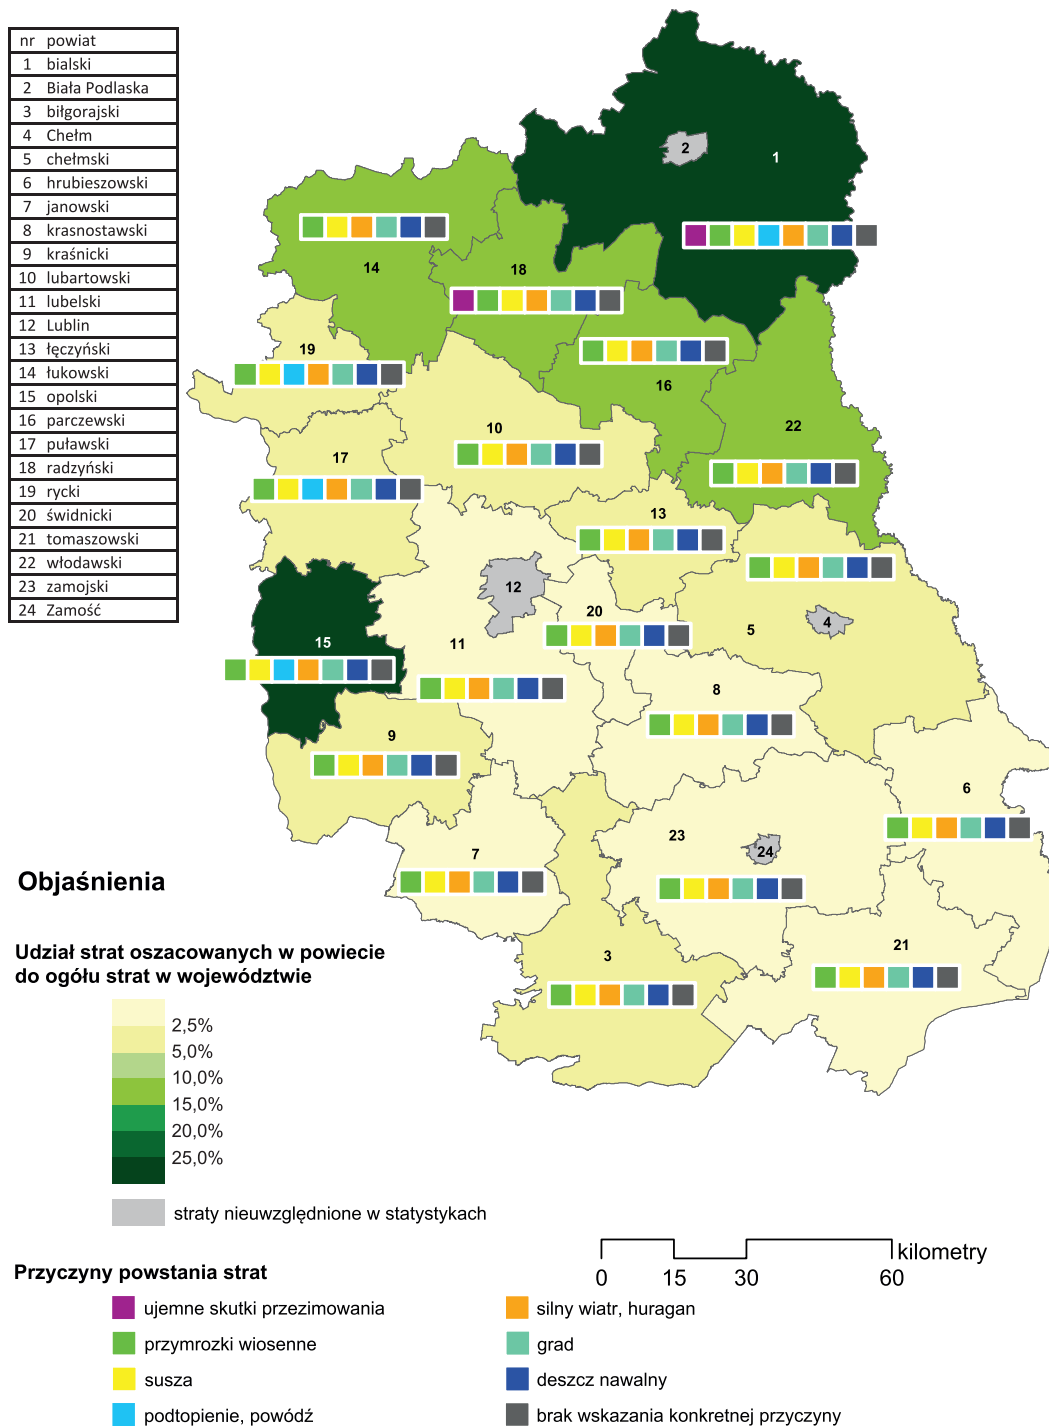 nr powiat
1 bialski
2 Biała Podlaska
3 biłgorajski
4 Chełm
5 chełmski
6 hrubieszowski
7 janowski
8 krasnostawski
9 kraśnicki
10 lubartowski
11 lubelski
12 Lublin
13 łęczyński
14 łukowski
15 opolski
16 parczewski
17 puławski
18 radzyński
19 rycki
20 świdnicki
21 tomaszowski
22 włodawski
23 zamojski
24 Zamość
2
1
14
18
19
16
22
10
17
13
12
20
4
5
15
11
8
9
6
23
24
7
21
3
Objaśnienia
Udział strat oszacowanych w powiecie
do ogółu strat w województwie
2,5%
5,0%
10,0%
15,0%
20,0%
25,0%
straty nieuwzględnione w statystykach
kilometry
0 15 30 60
Przyczyny powstania strat
ujemne skutki przezimowania
przymrozki wiosenne
susza
podtopienie, powódź
silny wiatr, huragan
grad
deszcz nawalny
brak wskazania konkretnej przyczyny